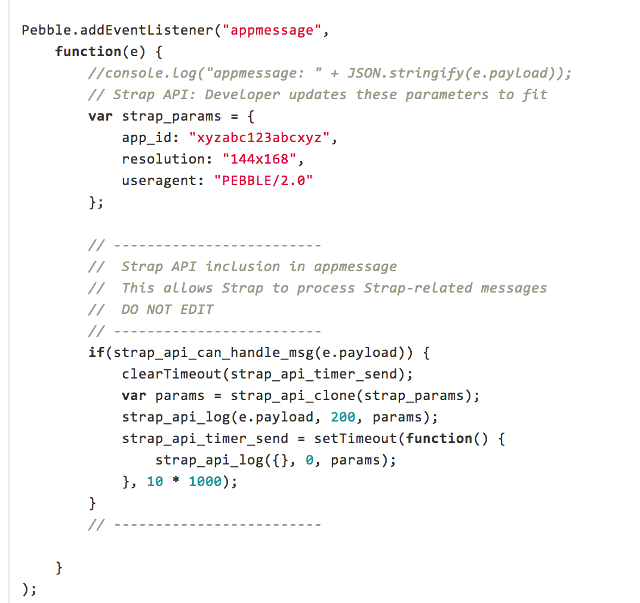 Pebble.addEventListener("appmessage",
    function(e) {
        //console.log("appmessage: " + JSON.stringify(e.payload));
        // Strap API: Developer updates these parameters to fit
        var strap_params = {
            app_id: "xyzabc123abcxyz",
            resolution: "144x168",
            useragent: "PEBBLE/2.0"
        };

        // -------------------------
        //  Strap API inclusion in appmessage
        //  This allows Strap to process Strap-related messages
        //  DO NOT EDIT
        // -------------------------
        if(strap_api_can_handle_msg(e.payload)) {
            clearTimeout(strap_api_timer_send);
            var params = strap_api_clone(strap_params);
            strap_api_log(e.payload, 200, params);
            strap_api_timer_send = setTimeout(function() {
                strap_api_log({}, 0, params);
            }, 10 * 1000);
        }
        // -------------------------

    }
);